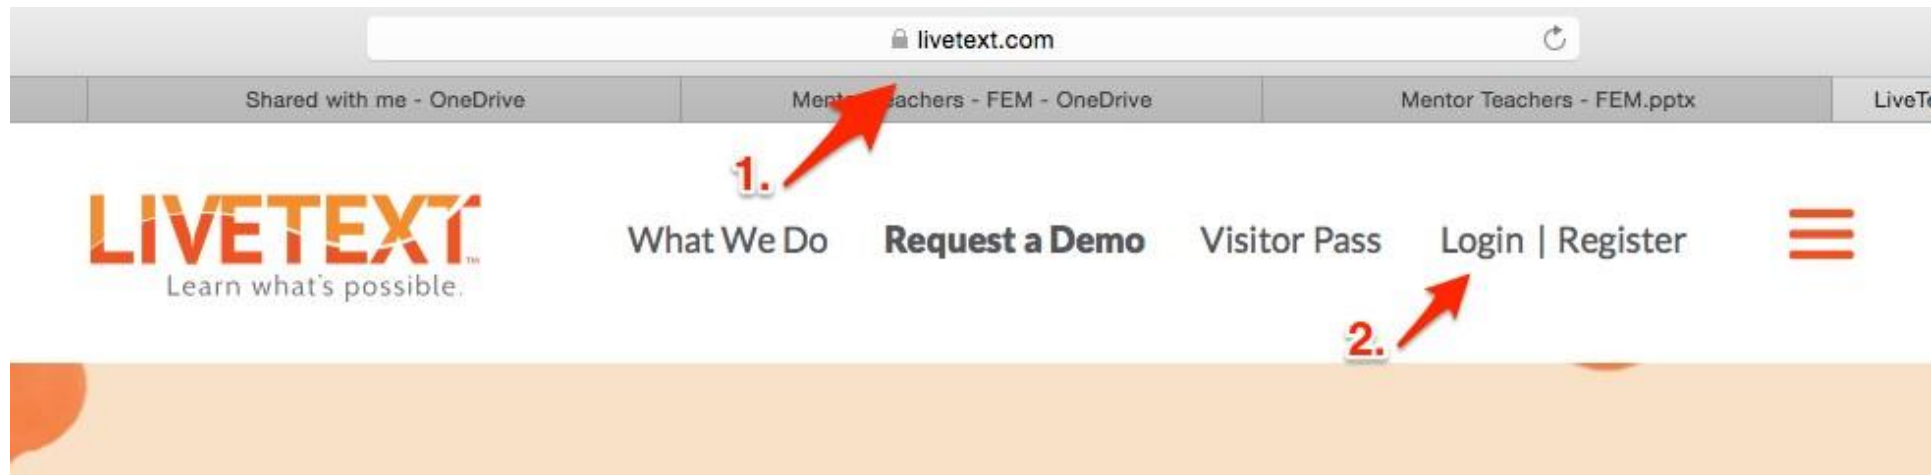 livetext.com
Shared with me - OneDrive
Mentor Teachers - FEM - OneDrive
Mentor Teachers - FEM.pptx
1.
LIVETEXT™
Learn what's possible.
What We Do
Request a Demo
Visitor Pass
Login | Register
2.